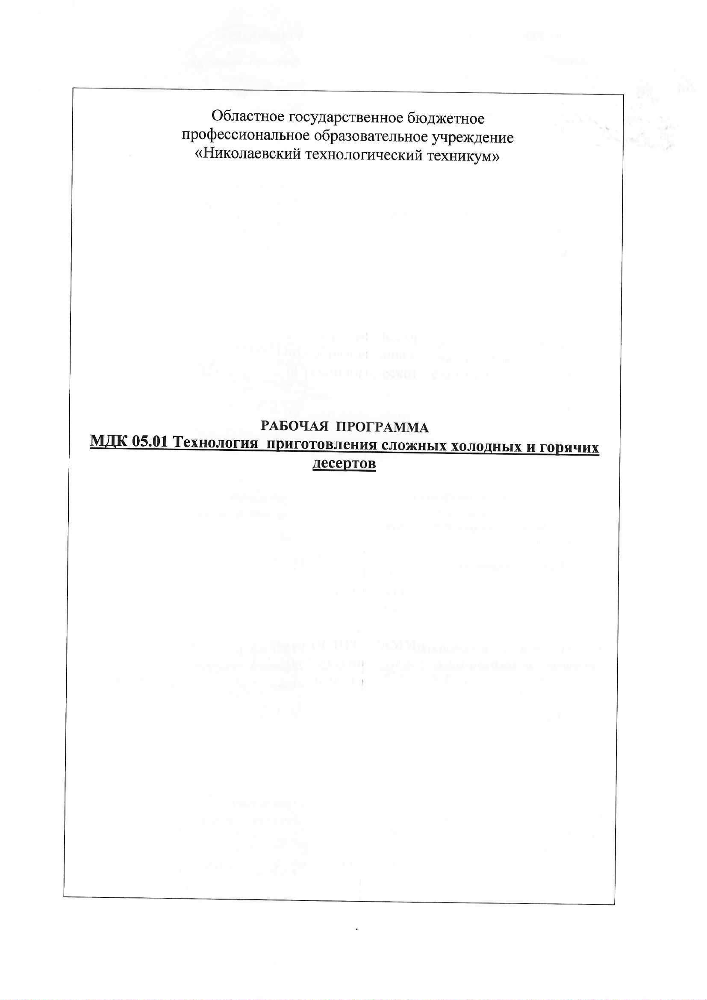 Областное государственное бюджетное
профессиональное образовательное учреждение
«Николаевский технологический техникум»
РАБОЧАЯ ПРОГРАММА
МДК 05.01 Технология приготовления сложных холодных и горячих
десертов